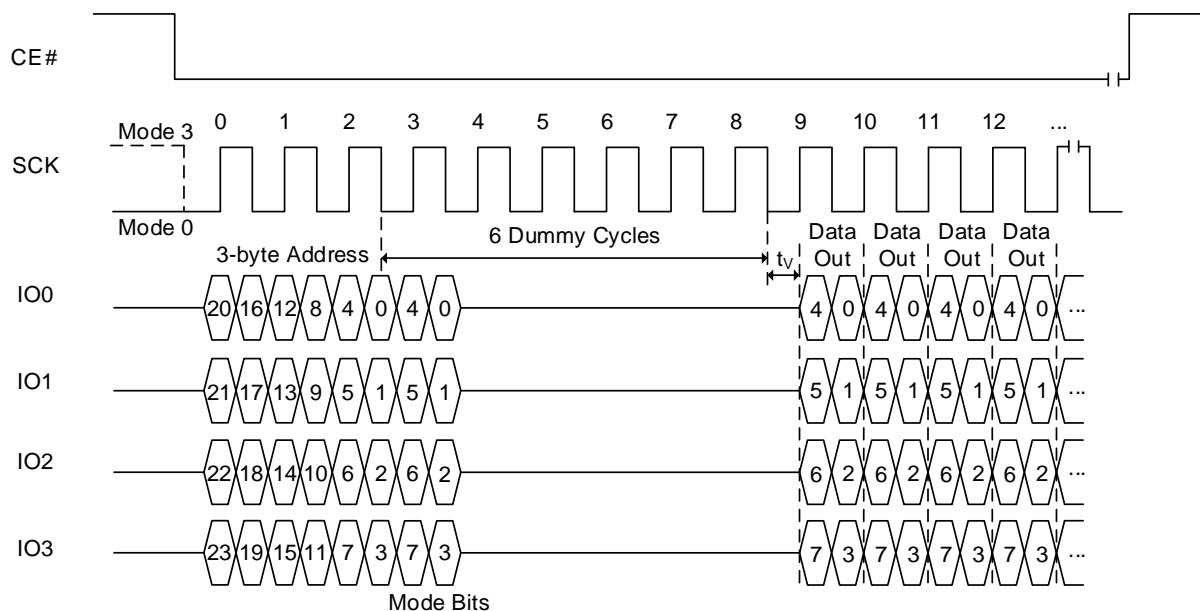 CE#
0 1 2 3 4 5 6 7 8 9 10 11 12 ...
Mode 3
SCK
Mode 0
3-byte Address
6 Dummy Cycles
tV
Data Out
Data Out
Data Out
Data Out
IO0
20 16 12 8 4 0 4 0 4 0 4 0 4 0 4 0 ...
IO1
21 17 13 9 5 1 5 1 5 1 5 1 5 1 5 1 ...
IO2
22 18 14 10 6 2 6 2 6 2 6 2 6 2 6 2 ...
IO3
23 19 15 11 7 3 7 3 7 3 7 3 7 3 7 3 ...
Mode Bits